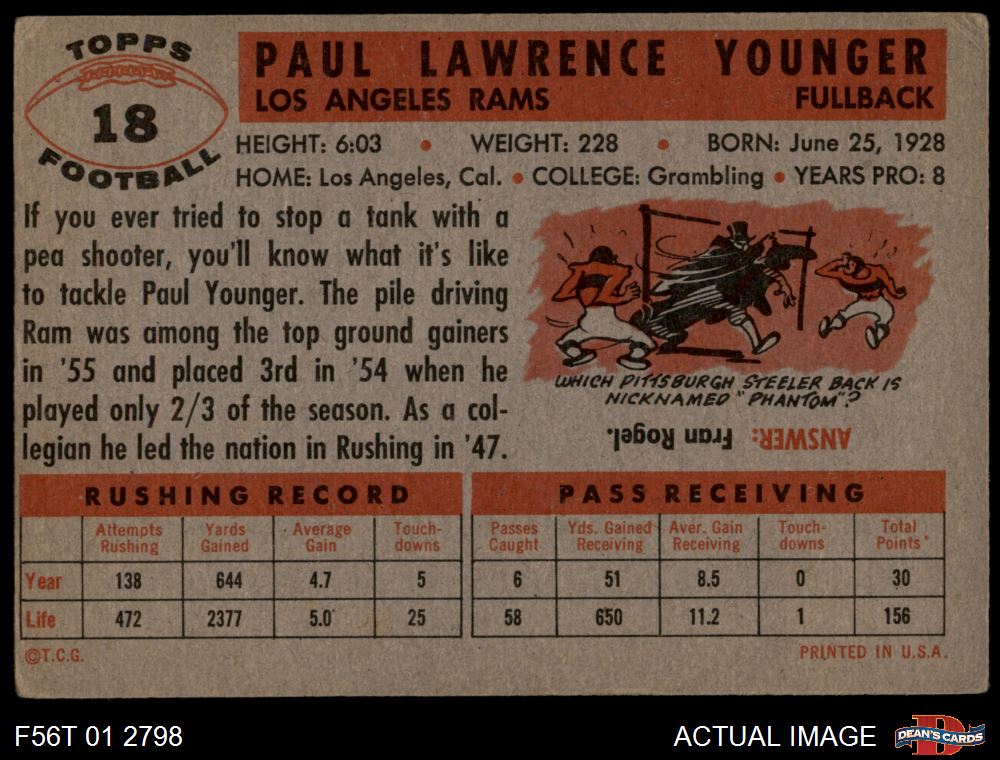 TOPPS
18
FOOTBALL
PAUL LAWRENCE YOUNGER
LOS ANGELES RAMS FULLBACK
HEIGHT: 6:03 • WEIGHT: 228 • BORN: June 25, 1928
HOME: Los Angeles, Cal. • COLLEGE: Grambling • YEARS PRO: 8
If you ever tried to stop a tank with a
pea shooter, you'll know what it's like
to tackle Paul Younger. The pile driving
Ram was among the top ground gainers
in '55 and placed 3rd in '54 when he
played only 2/3 of the season. As a col-
legian he led the nation in Rushing in '47.
WHICH PITTSBURGH STEELER BACK IS
NICKNAMED "PHANTOM"?
ANSWER: Fran Rogel.
RUSHING RECORD
Attempts Yards Average Touch-
Rushing Gained Gain downs
Year 138 644 4.7 5
Life 472 2377 5.0 25
PASS RECEIVING
Passes Yds. Gained Aver. Gain Touch- Total
Caught Receiving Receiving downs Points
6 51 8.5 0 30
58 650 11.2 1 156
©T.C.G. PRINTED IN U.S.A.
F56T 01 2798 ACTUAL IMAGE
D
DEAN'S CARDS